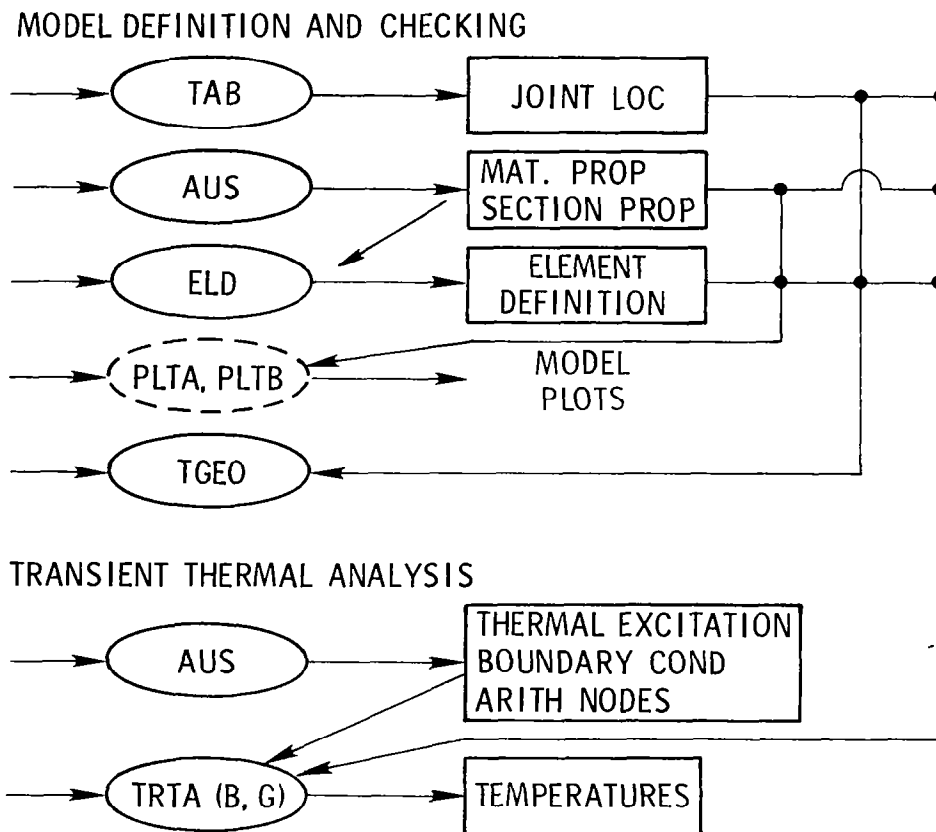 MODEL DEFINITION AND CHECKING
TAB
JOINT LOC
AUS
MAT. PROP
SECTION PROP
ELD
ELEMENT
DEFINITION
PLTA, PLTB
MODEL
PLOTS
TGEO
TRANSIENT THERMAL ANALYSIS
AUS
THERMAL EXCITATION
BOUNDARY COND
ARITH NODES
TRTA (B, G)
TEMPERATURES